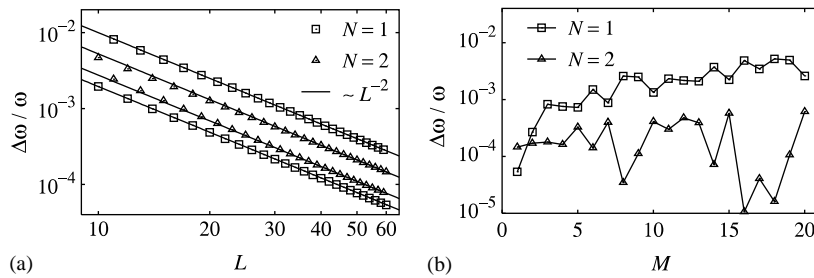 10⁻²
10⁻³
10⁻⁴
Δω / ω
N = 1
N = 2
~ L⁻²
10 20 30 40 50 60
(a)
L
10⁻²
10⁻³
10⁻⁴
10⁻⁵
Δω / ω
N = 1
N = 2
0 5 10 15 20
(b)
M